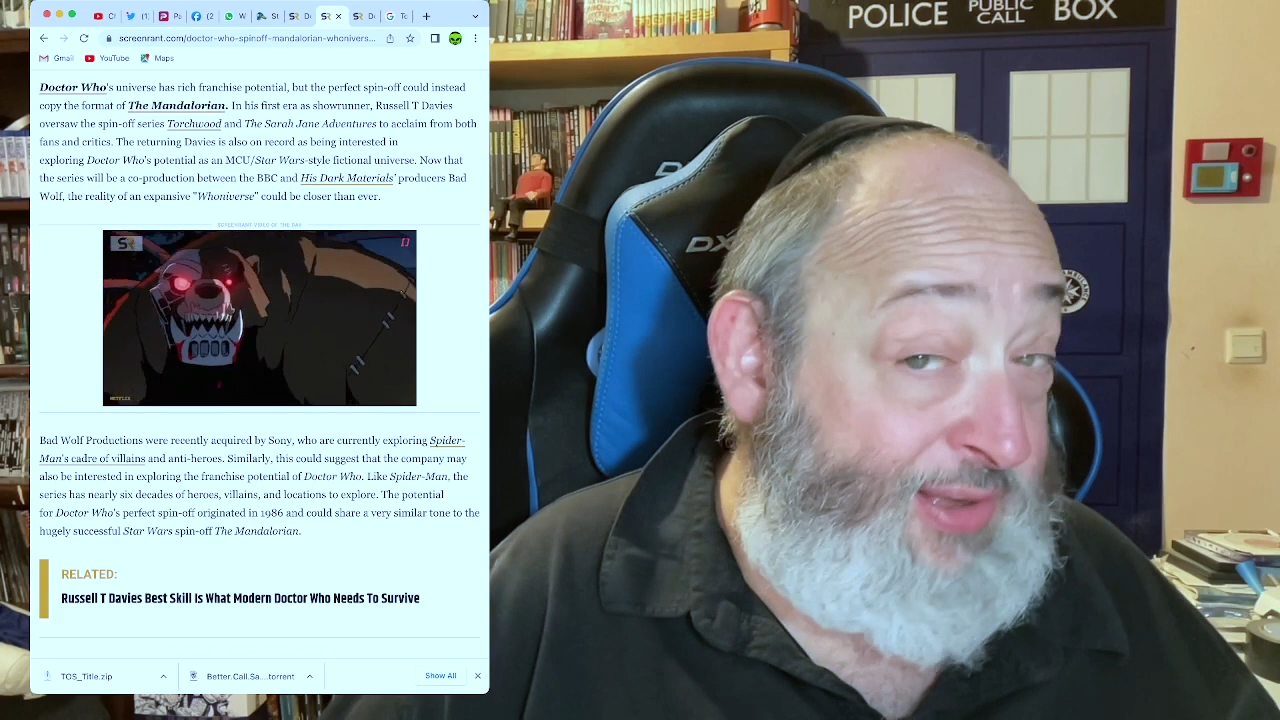 screenrant.com/doctor-who-spinoff-mandalorian-whonivers...
Gmail YouTube Maps
Doctor Who's universe has rich franchise potential, but the perfect spin-off could instead
copy the format of The Mandalorian. In his first era as showrunner, Russell T Davies
oversaw the spin-off series Torchwood and The Sarah Jane Adventures to acclaim from both
fans and critics. The returning Davies is also on record as being interested in
exploring Doctor Who's potential as an MCU/Star Wars-style fictional universe. Now that
the series will be a co-production between the BBC and His Dark Materials' producers Bad
Wolf, the reality of an expansive "Whoniverse" could be closer than ever.
SCREENRANT VIDEO OF THE DAY
SR
NETFLIX
Bad Wolf Productions were recently acquired by Sony, who are currently exploring Spider-
Man's cadre of villains and anti-heroes. Similarly, this could suggest that the company may
also be interested in exploring the franchise potential of Doctor Who. Like Spider-Man, the
series has nearly six decades of heroes, villains, and locations to explore. The potential
for Doctor Who's perfect spin-off originated in 1986 and could share a very similar tone to the
hugely successful Star Wars spin-off The Mandalorian.
RELATED:
Russell T Davies Best Skill Is What Modern Doctor Who Needs To Survive
TOS_Title.zip
Better.Call.Sa....torrent
Show All
POLICE PUBLIC CALL BOX